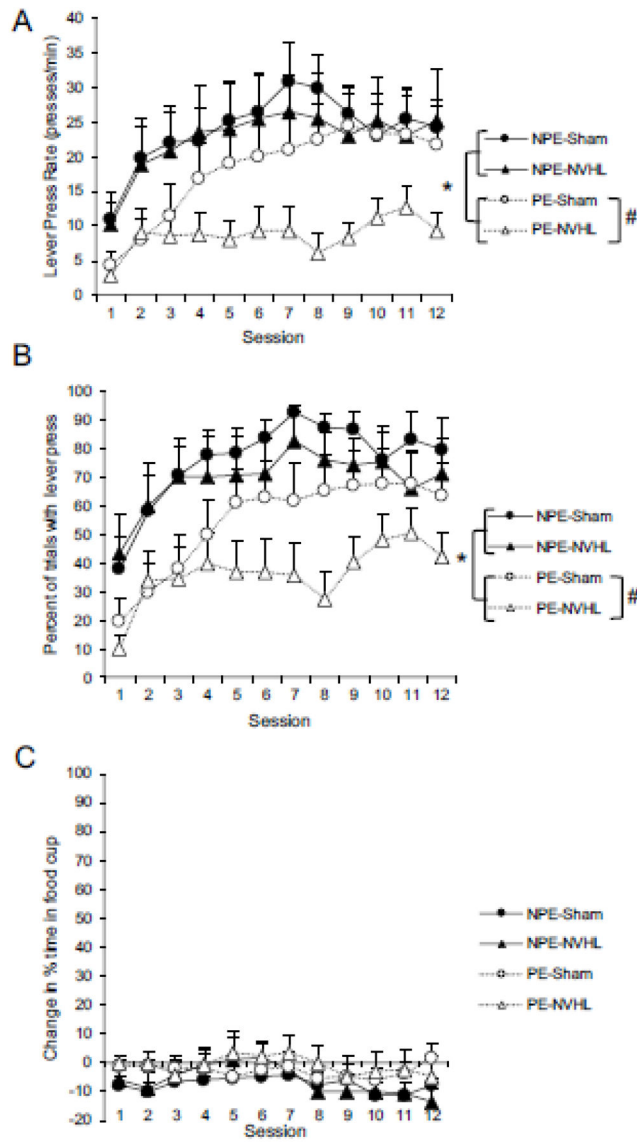 A
Lever Press Rate (presses/min)
40
35
30
25
20
15
10
5
0
1 2 3 4 5 6 7 8 9 10 11 12
Session
*
NPE-Sham
NPE-NVHL
PE-Sham
PE-NVHL
#
B
Percent of trials with lever press
100
90
80
70
60
50
40
30
20
10
0
1 2 3 4 5 6 7 8 9 10 11 12
Session
*
NPE-Sham
NPE-NVHL
PE-Sham
PE-NVHL
#
C
Change in % time in food cup
100
90
80
70
60
50
40
30
20
10
0
-10
-20
1 2 3 4 5 6 7 8 9 10 11 12
Session
NPE-Sham
NPE-NVHL
PE-Sham
PE-NVHL